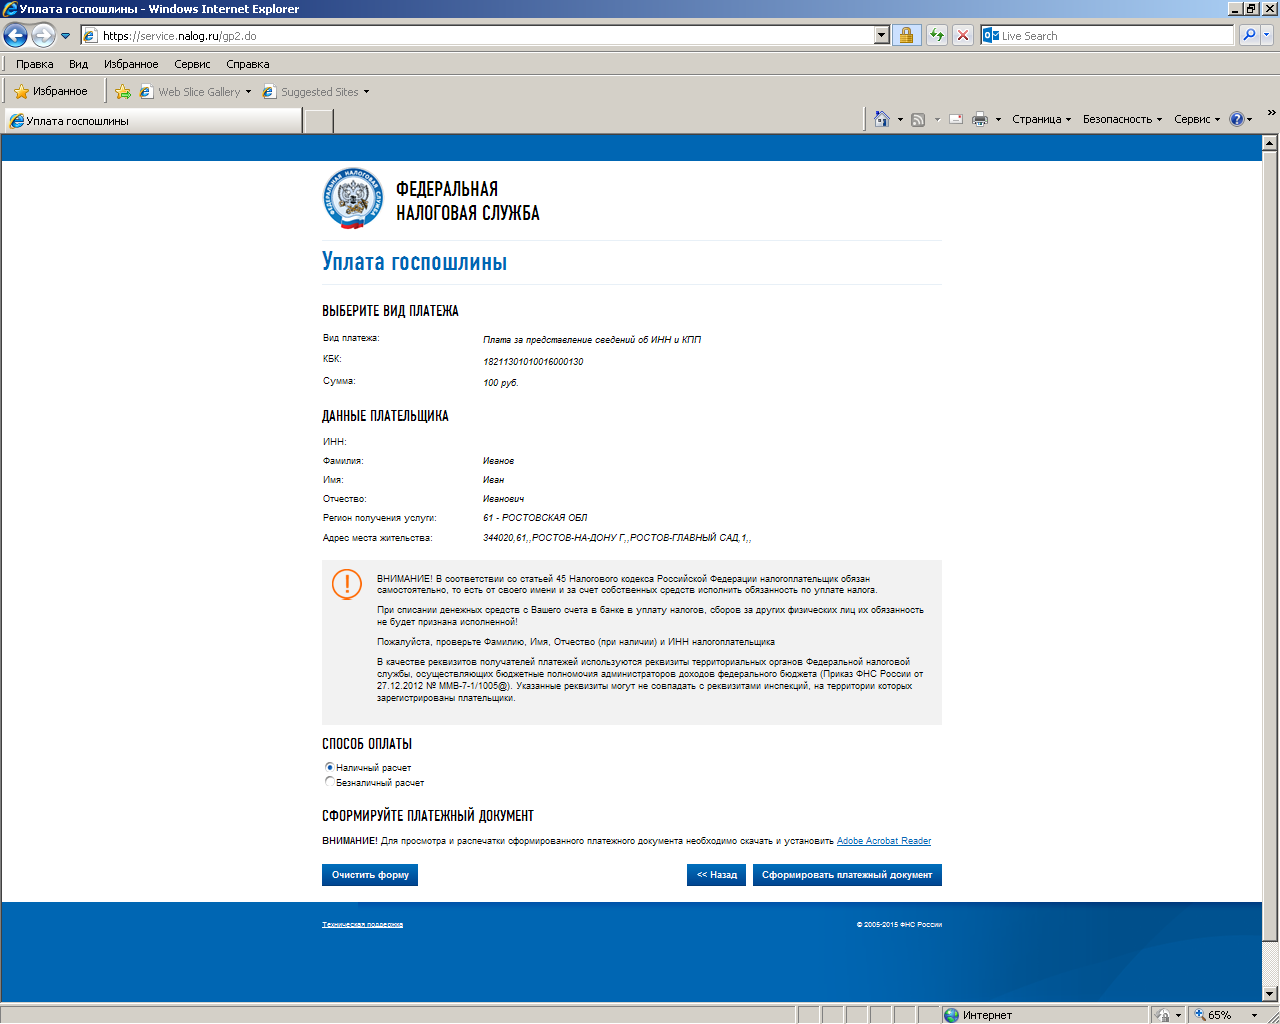 Уплата госпошлины - Windows Internet Explorer
https://service.nalog.ru/gp2.do
Live Search
Правка Вид Избранное Сервис Справка
Избранное Web Slice Gallery Suggested Sites
Уплата госпошлины
Страница Безопасность Сервис
ФЕДЕРАЛЬНАЯ НАЛОГОВАЯ СЛУЖБА
ФЕДЕРАЛЬНАЯ
НАЛОГОВАЯ СЛУЖБА
Уплата госпошлины
ВЫБЕРИТЕ ВИД ПЛАТЕЖА
Вид платежа: Плата за представление сведений об ИНН и КПП
КБК: 18211301010016000130
Сумма: 100 руб.
ДАННЫЕ ПЛАТЕЛЬЩИКА
ИНН:
Фамилия: Иванов
Имя: Иван
Отчество: Иванович
Регион получения услуги: 61 - РОСТОВСКАЯ ОБЛ
Адрес места жительства: 344020,61,,РОСТОВ-НА-ДОНУ Г,,РОСТОВ-ГЛАВНЫЙ САД,1,,
ВНИМАНИЕ! В соответствии со статьей 45 Налогового кодекса Российской Федерации налогоплательщик обязан
самостоятельно, то есть от своего имени и за счет собственных средств исполнить обязанность по уплате налога.
При списании денежных средств с Вашего счета в банке в уплату налогов, сборов за других физических лиц их обязанность
не будет признана исполненной!
Пожалуйста, проверьте Фамилию, Имя, Отчество (при наличии) и ИНН налогоплательщика
В качестве реквизитов получателей платежей используются реквизиты территориальных органов Федеральной налоговой
службы, осуществляющих бюджетные полномочия администраторов доходов федерального бюджета (Приказ ФНС России от
27.12.2012 № ММВ-7-1/1005@). Указанные реквизиты могут не совпадать с реквизитами инспекций, на территории которых
зарегистрированы плательщики.
СПОСОБ ОПЛАТЫ
Наличный расчет
Безналичный расчет
СФОРМИРУЙТЕ ПЛАТЕЖНЫЙ ДОКУМЕНТ
ВНИМАНИЕ! Для просмотра и распечатки сформированного платежного документа необходимо скачать и установить Adobe Acrobat Reader
Очистить форму << Назад Сформировать платежный документ
Техническая поддержка © 2005-2015 ФНС России
Интернет 65%